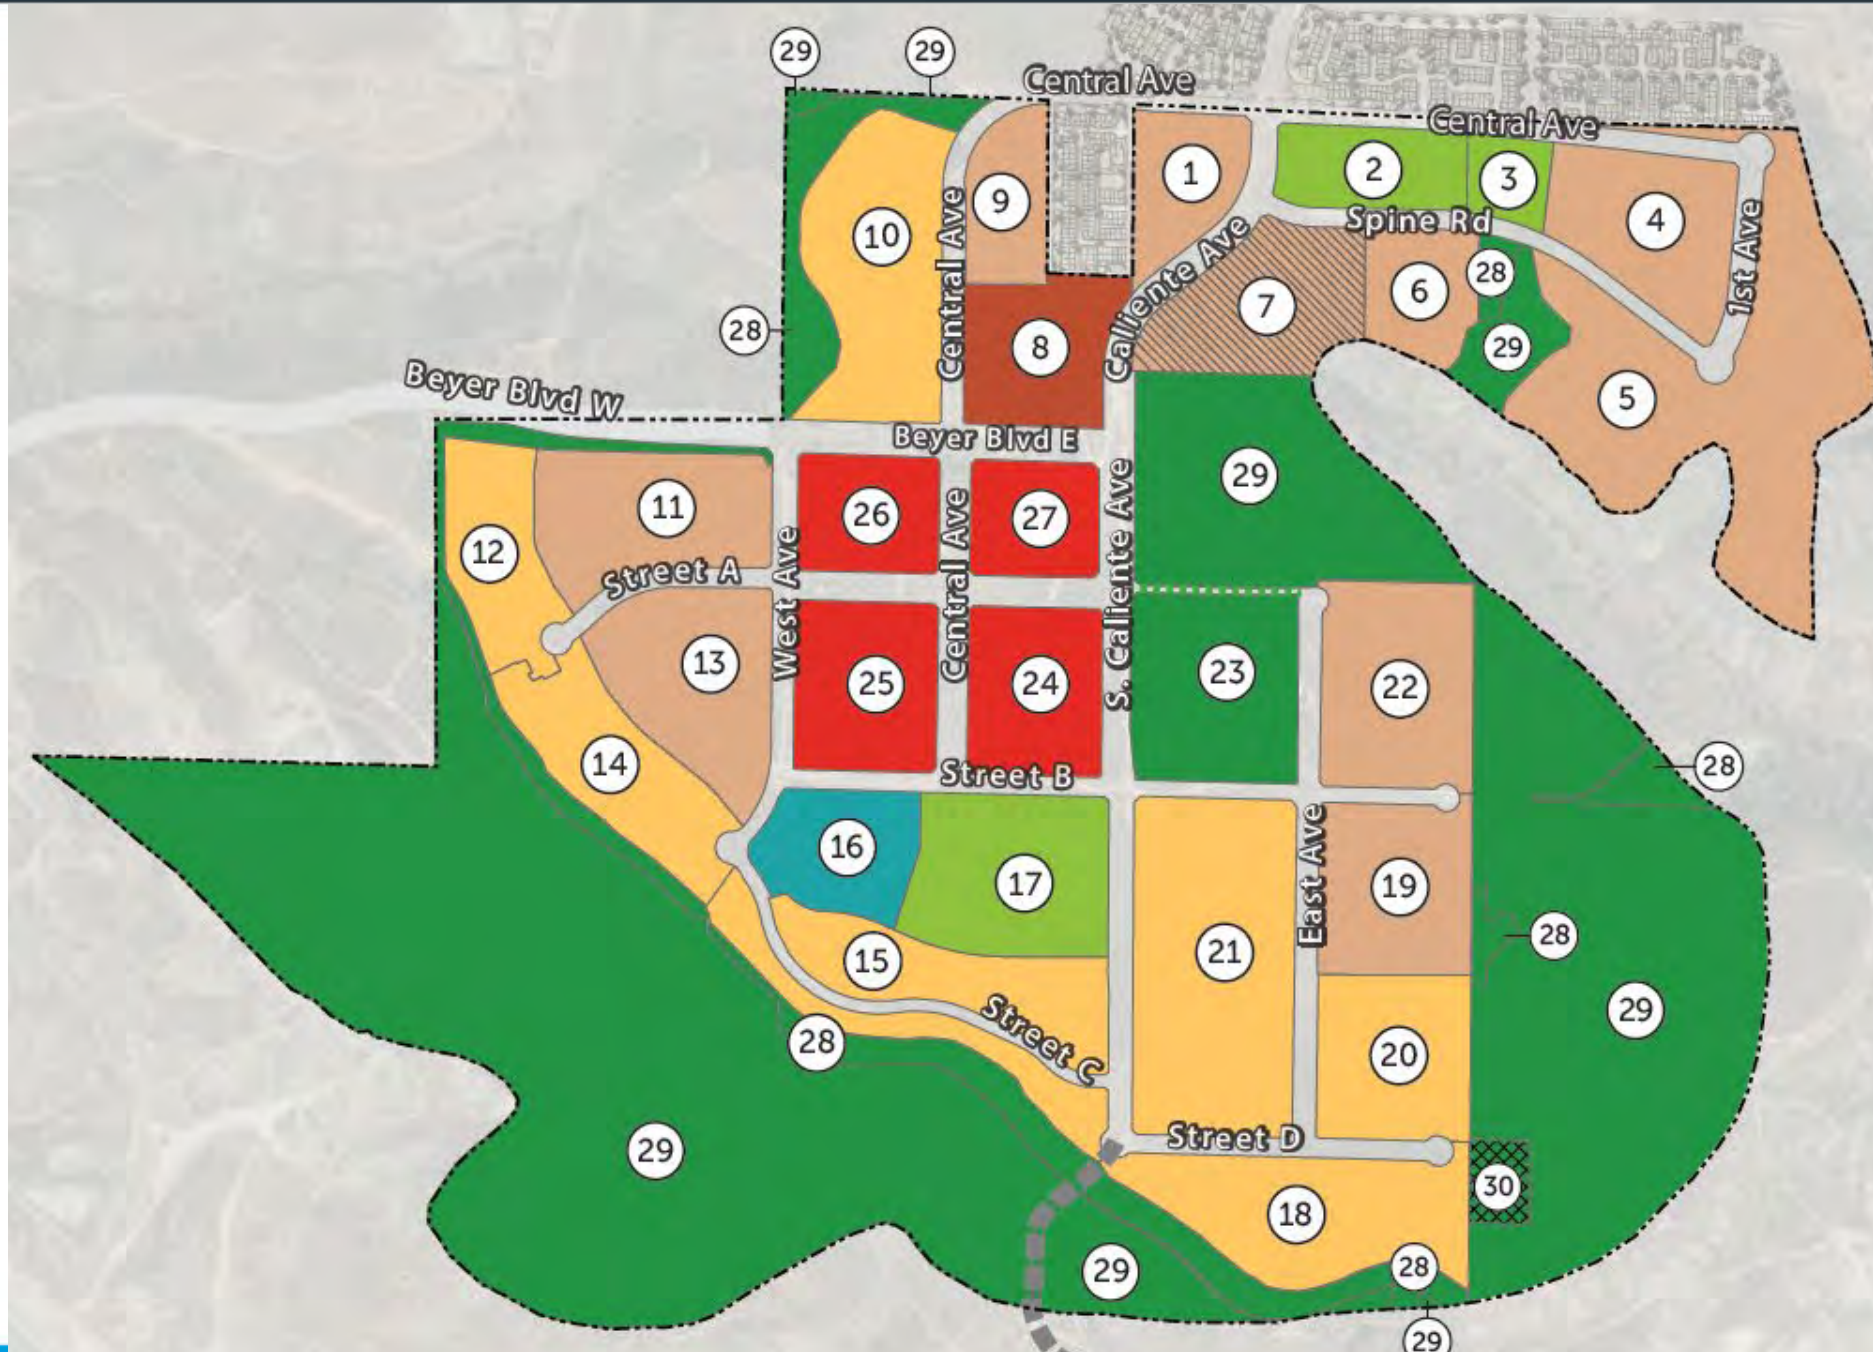 29
29
Central Ave
Central Ave
1
2
3
4
9
10
Spine Rd
Central Ave
Caliente Ave
1st Ave
6
28
7
28
8
29
5
Beyer Blvd W
Beyer Blvd E
29
11
26
27
12
Street A
West Ave
Central Ave
S. Caliente Ave
13
25
24
23
22
14
Street B
28
16
17
East Ave
19
15
21
28
29
Street C
28
20
29
Street D
30
18
29
28
29